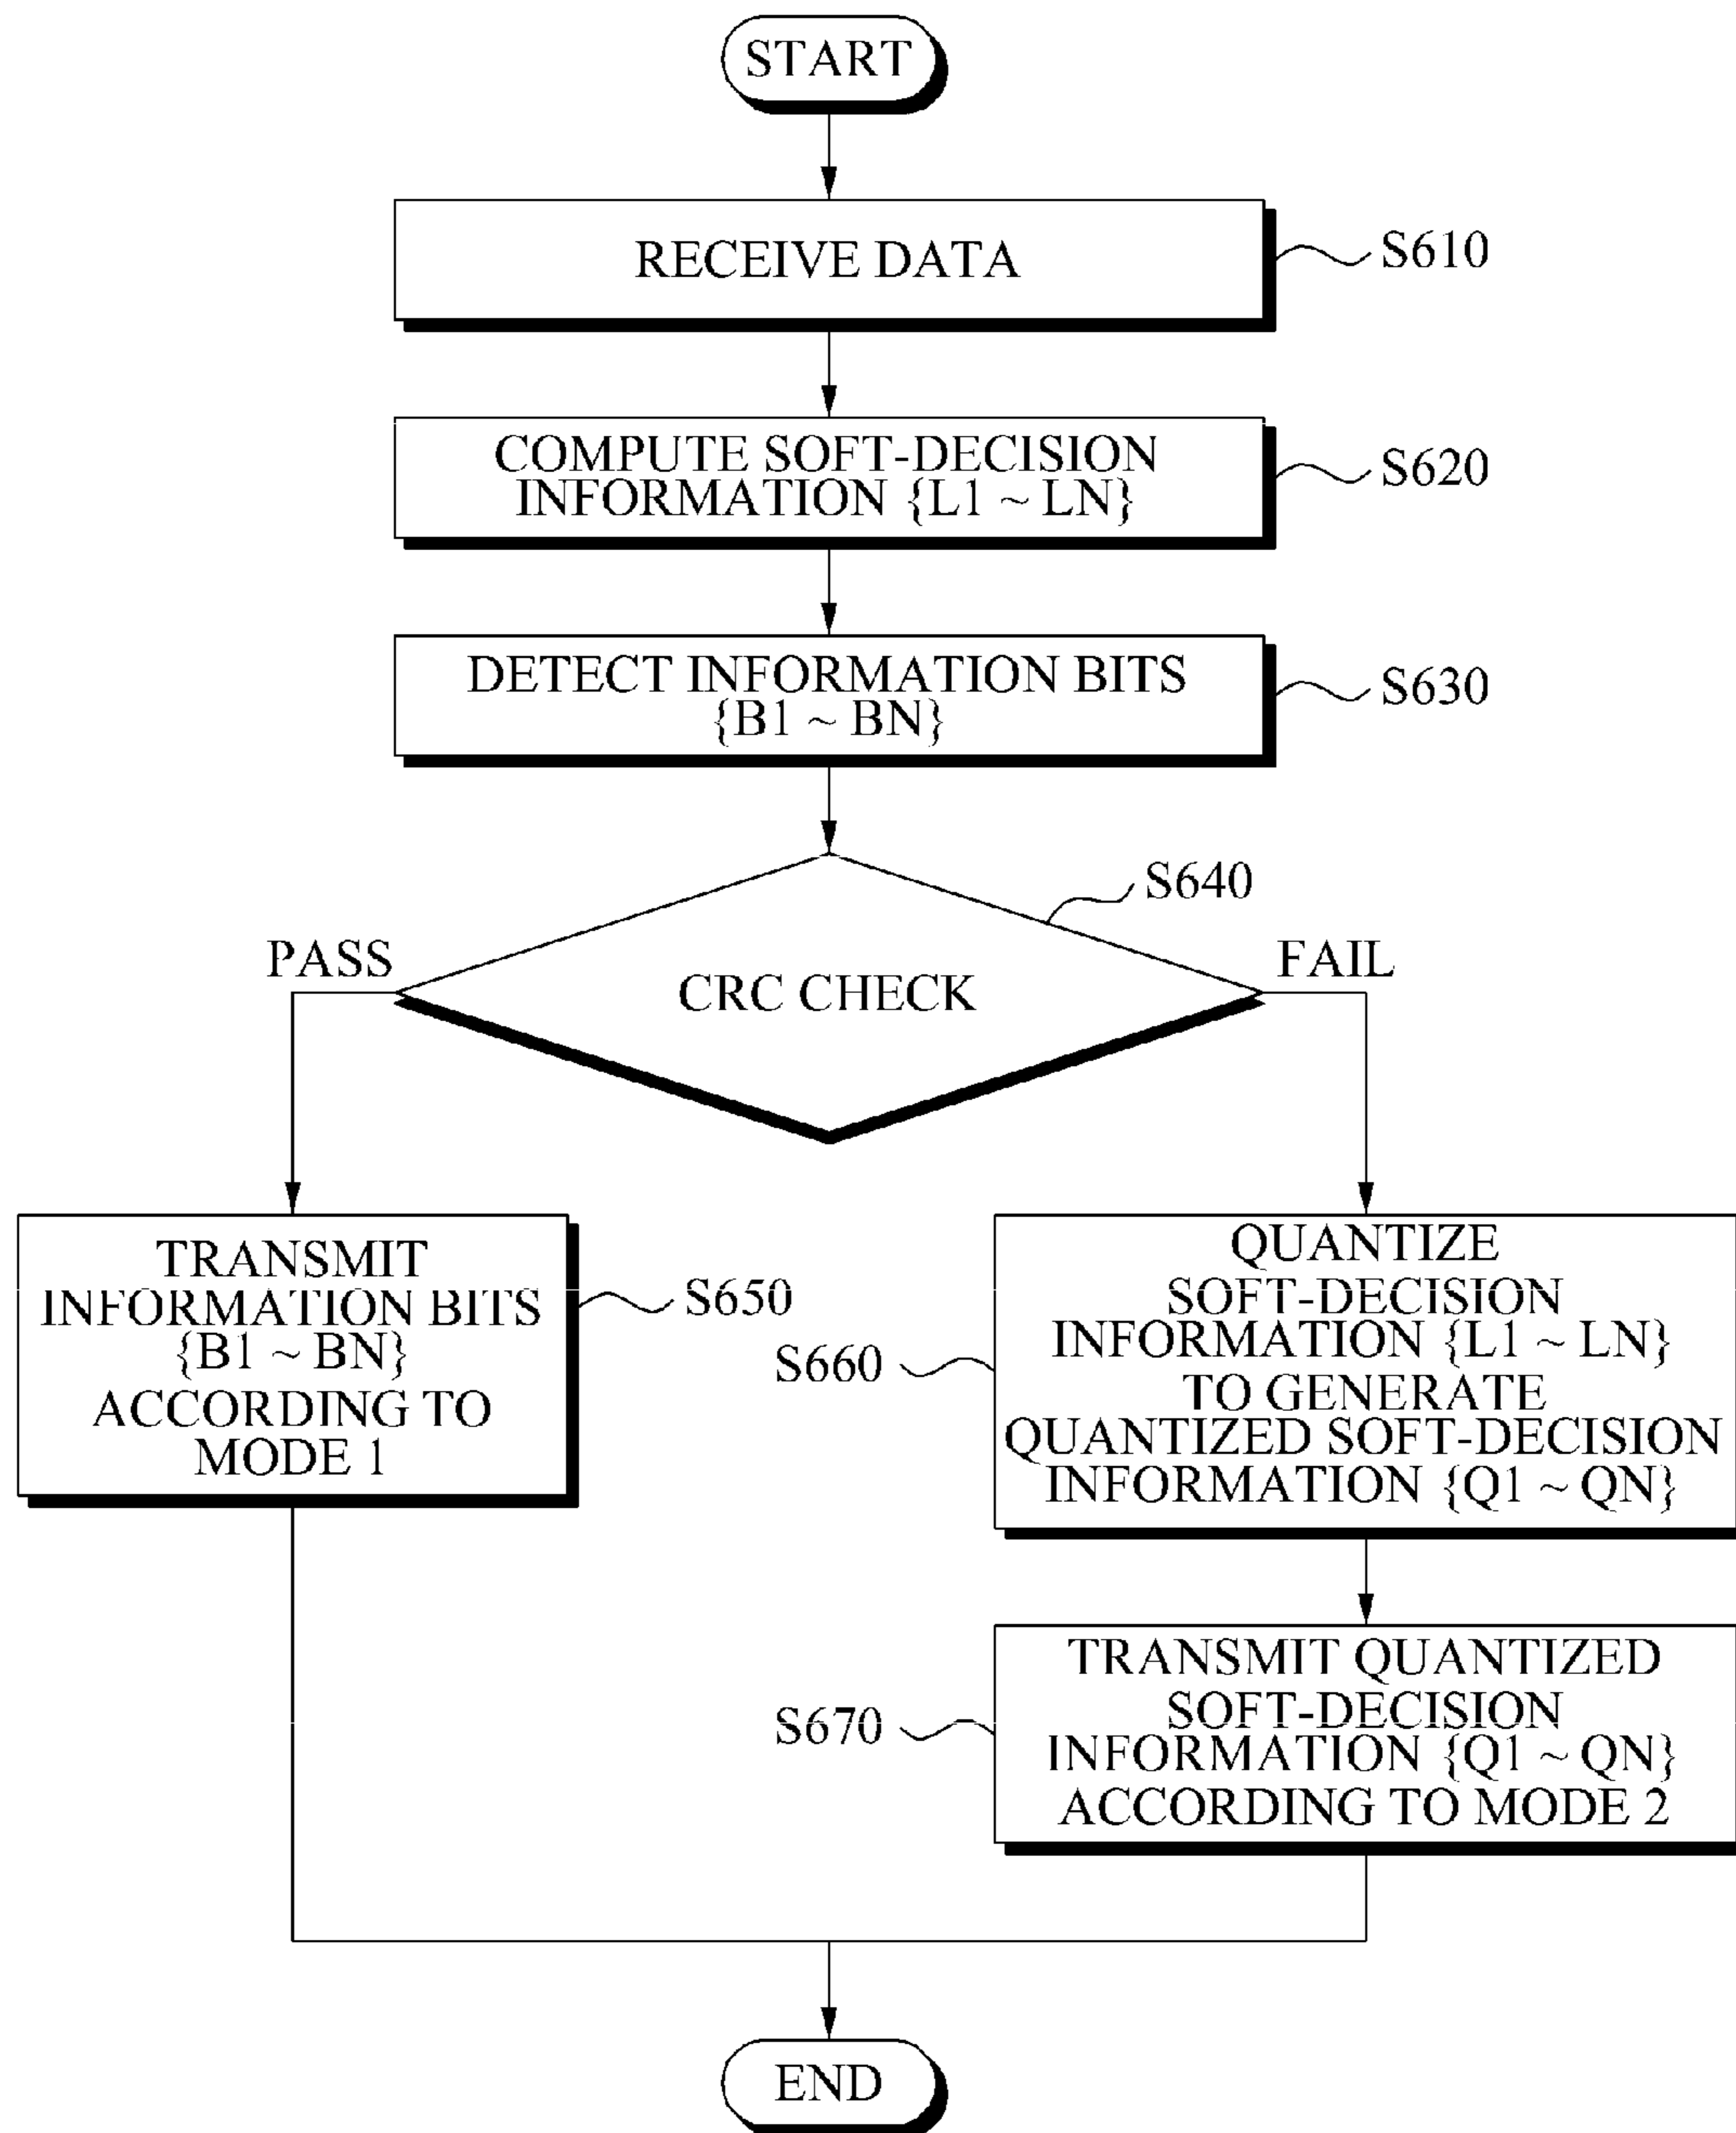 START
RECEIVE DATA
S610
COMPUTE SOFT-DECISION
INFORMATION {L1 ~ LN}
S620
DETECT INFORMATION BITS
{B1 ~ BN}
S630
S640
PASS
CRC CHECK
FAIL
TRANSMIT
INFORMATION BITS
{B1 ~ BN}
ACCORDING TO
MODE 1
S650
QUANTIZE
SOFT-DECISION
INFORMATION {L1 ~ LN}
TO GENERATE
QUANTIZED SOFT-DECISION
INFORMATION {Q1 ~ QN}
S660
TRANSMIT QUANTIZED
SOFT-DECISION
INFORMATION {Q1 ~ QN}
ACCORDING TO MODE 2
S670
END